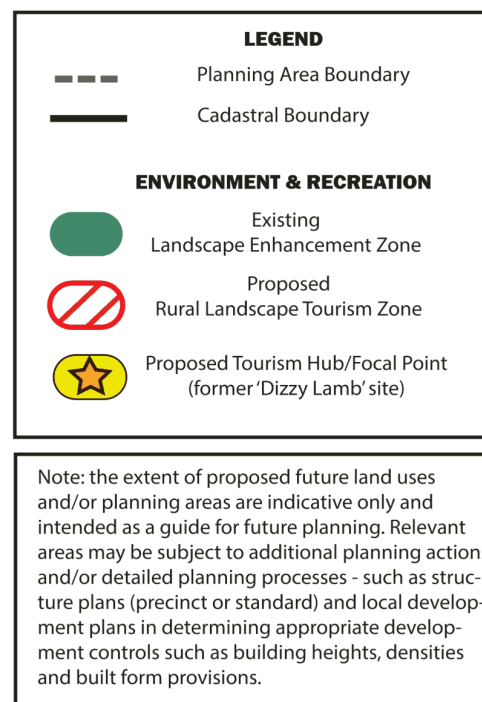 LEGEND
Planning Area Boundary
Cadastral Boundary
ENVIRONMENT & RECREATION
Existing
Landscape Enhancement Zone
Proposed
Rural Landscape Tourism Zone
Proposed Tourism Hub/Focal Point
(former ‘Dizzy Lamb’ site)
Note: the extent of proposed future land uses
and/or planning areas are indicative only and
intended as a guide for future planning. Relevant
areas may be subject to additional planning action
and/or detailed planning processes - such as struc-
ture plans (precinct or standard) and local develop-
ment plans in determining appropriate develop-
ment controls such as building heights, densities
and built form provisions.